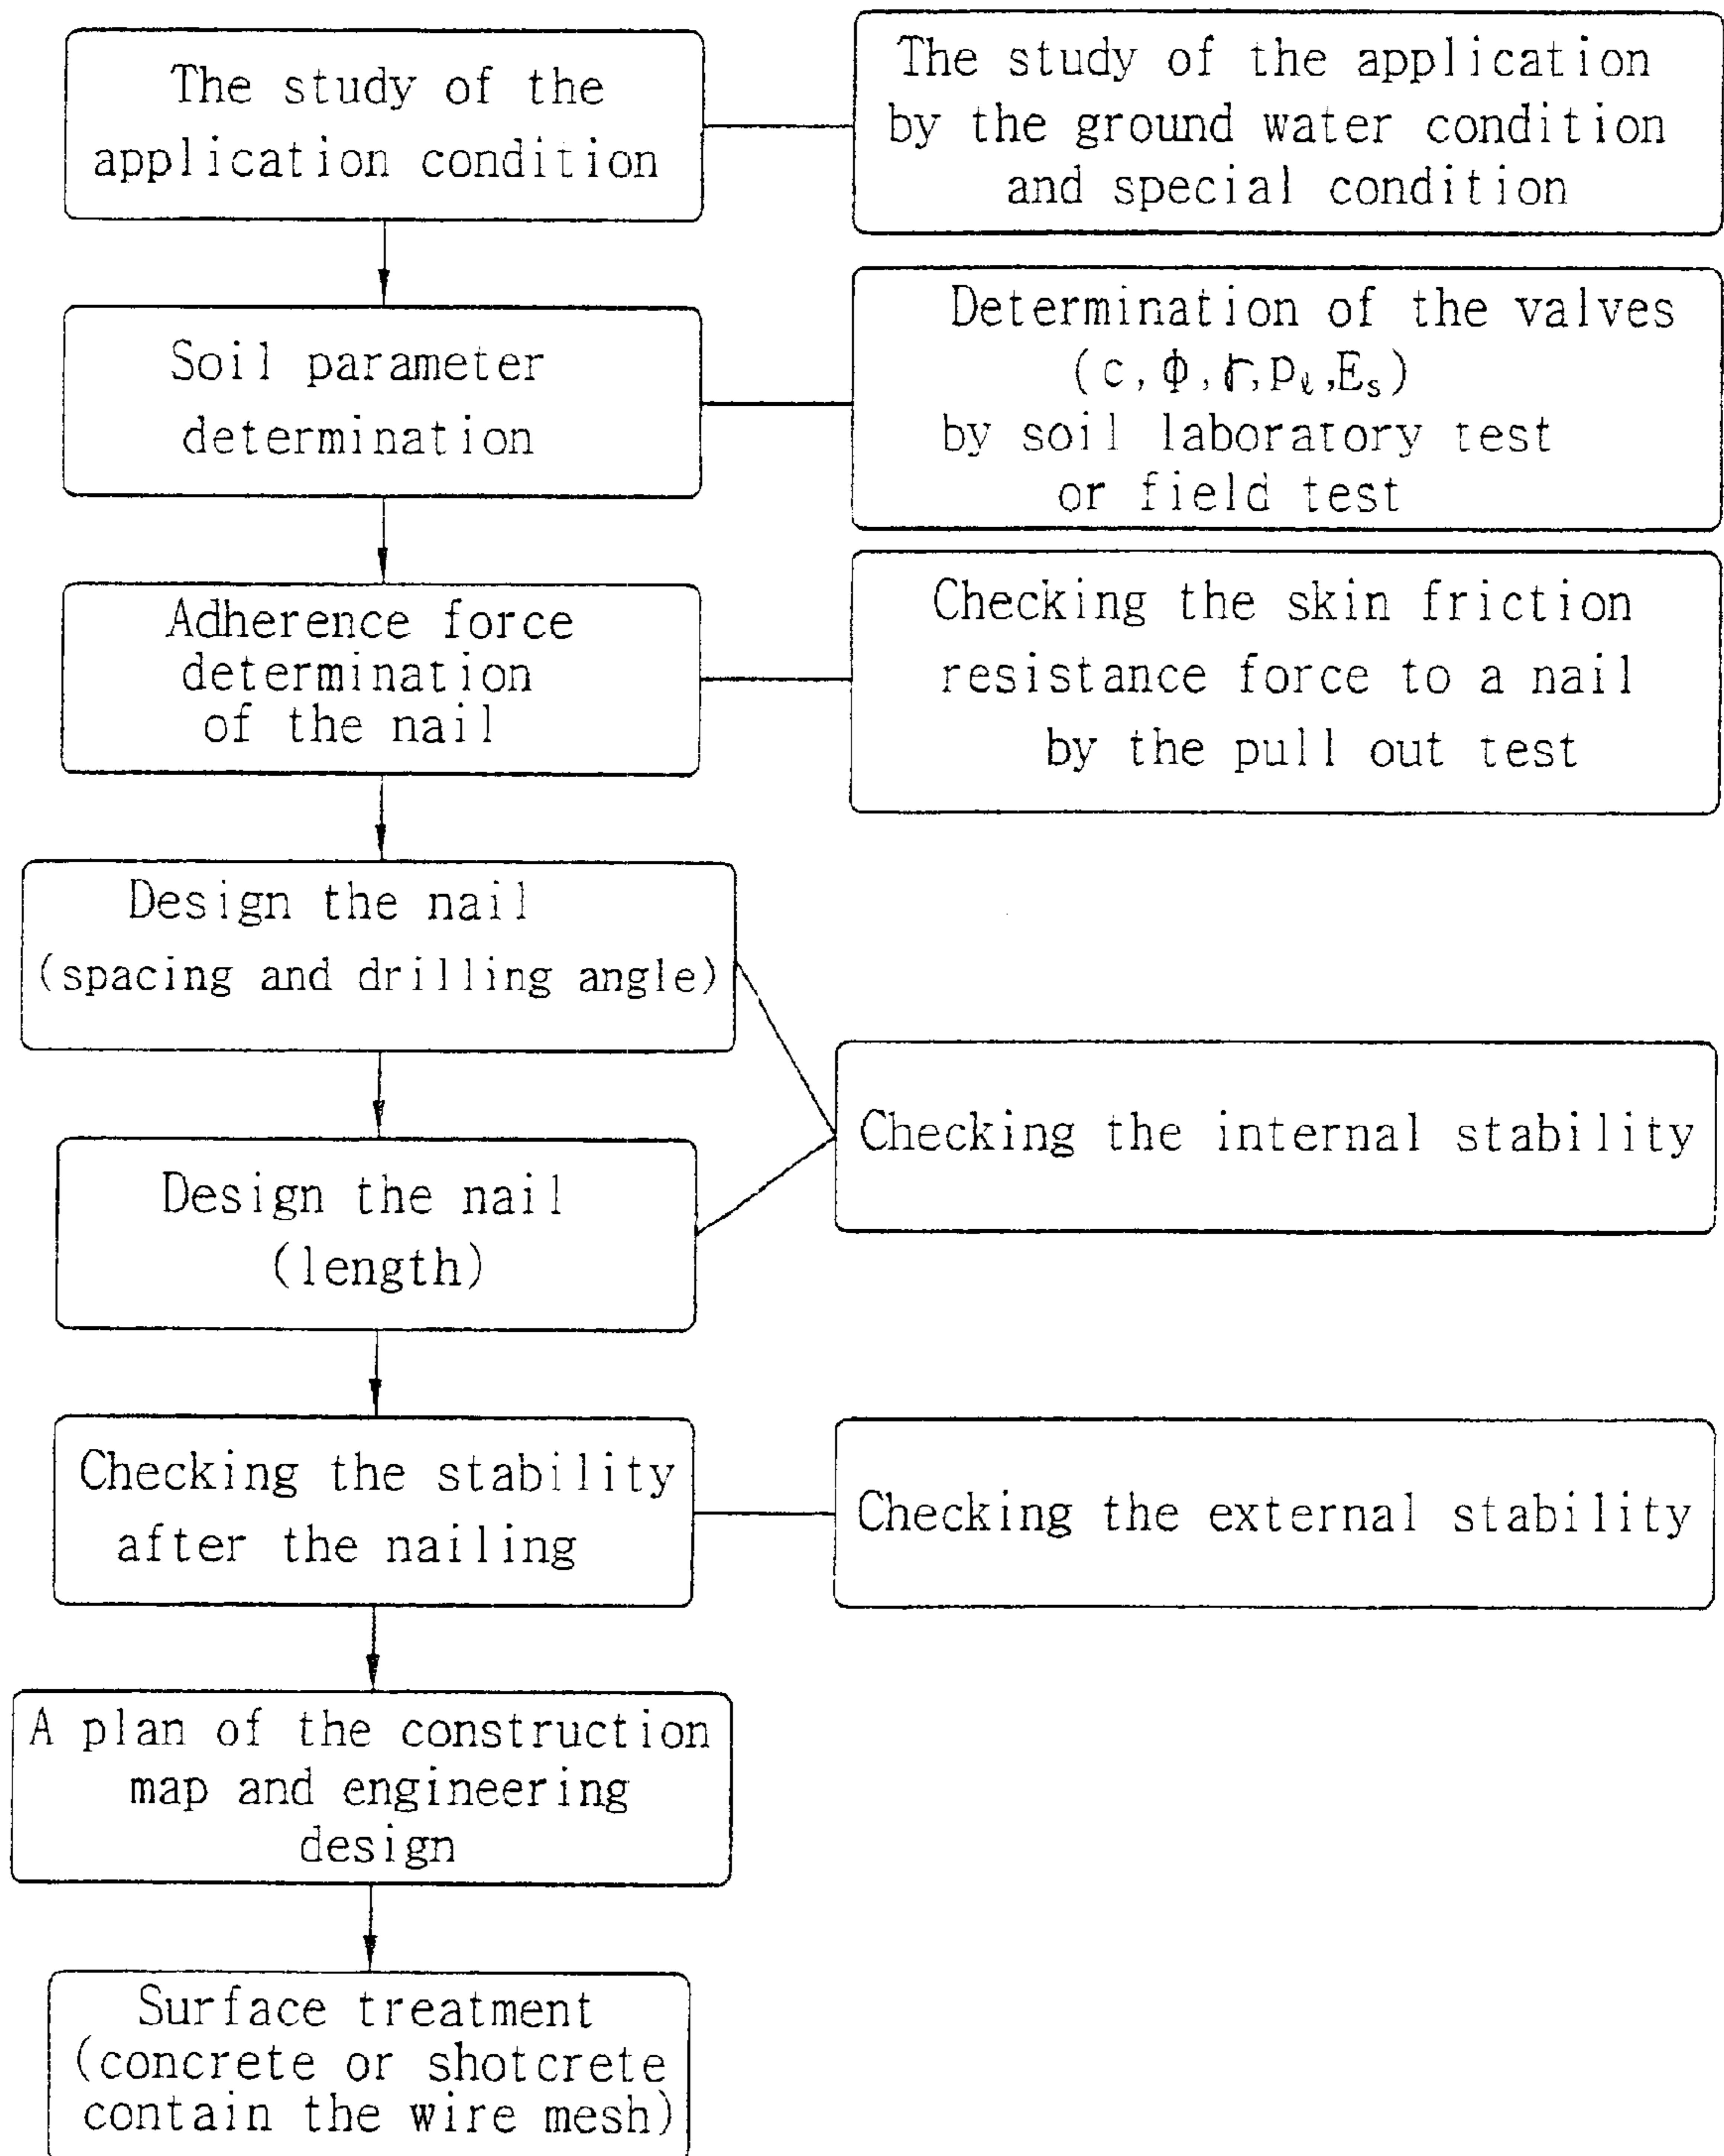 The study of the
application condition
The study of the application
by the ground water condition
and special condition
Soil parameter
determination
Determination of the valves
(c, Φ, r, Pℓ, Es)
by soil laboratory test
or field test
Adherence force
determination
of the nail
Checking the skin friction
resistance force to a nail
by the pull out test
Design the nail
(spacing and drilling angle)
Design the nail
(length)
Checking the internal stability
Checking the stability
after the nailing
Checking the external stability
A plan of the construction
map and engineering
design
Surface treatment
(concrete or shotcrete
contain the wire mesh)